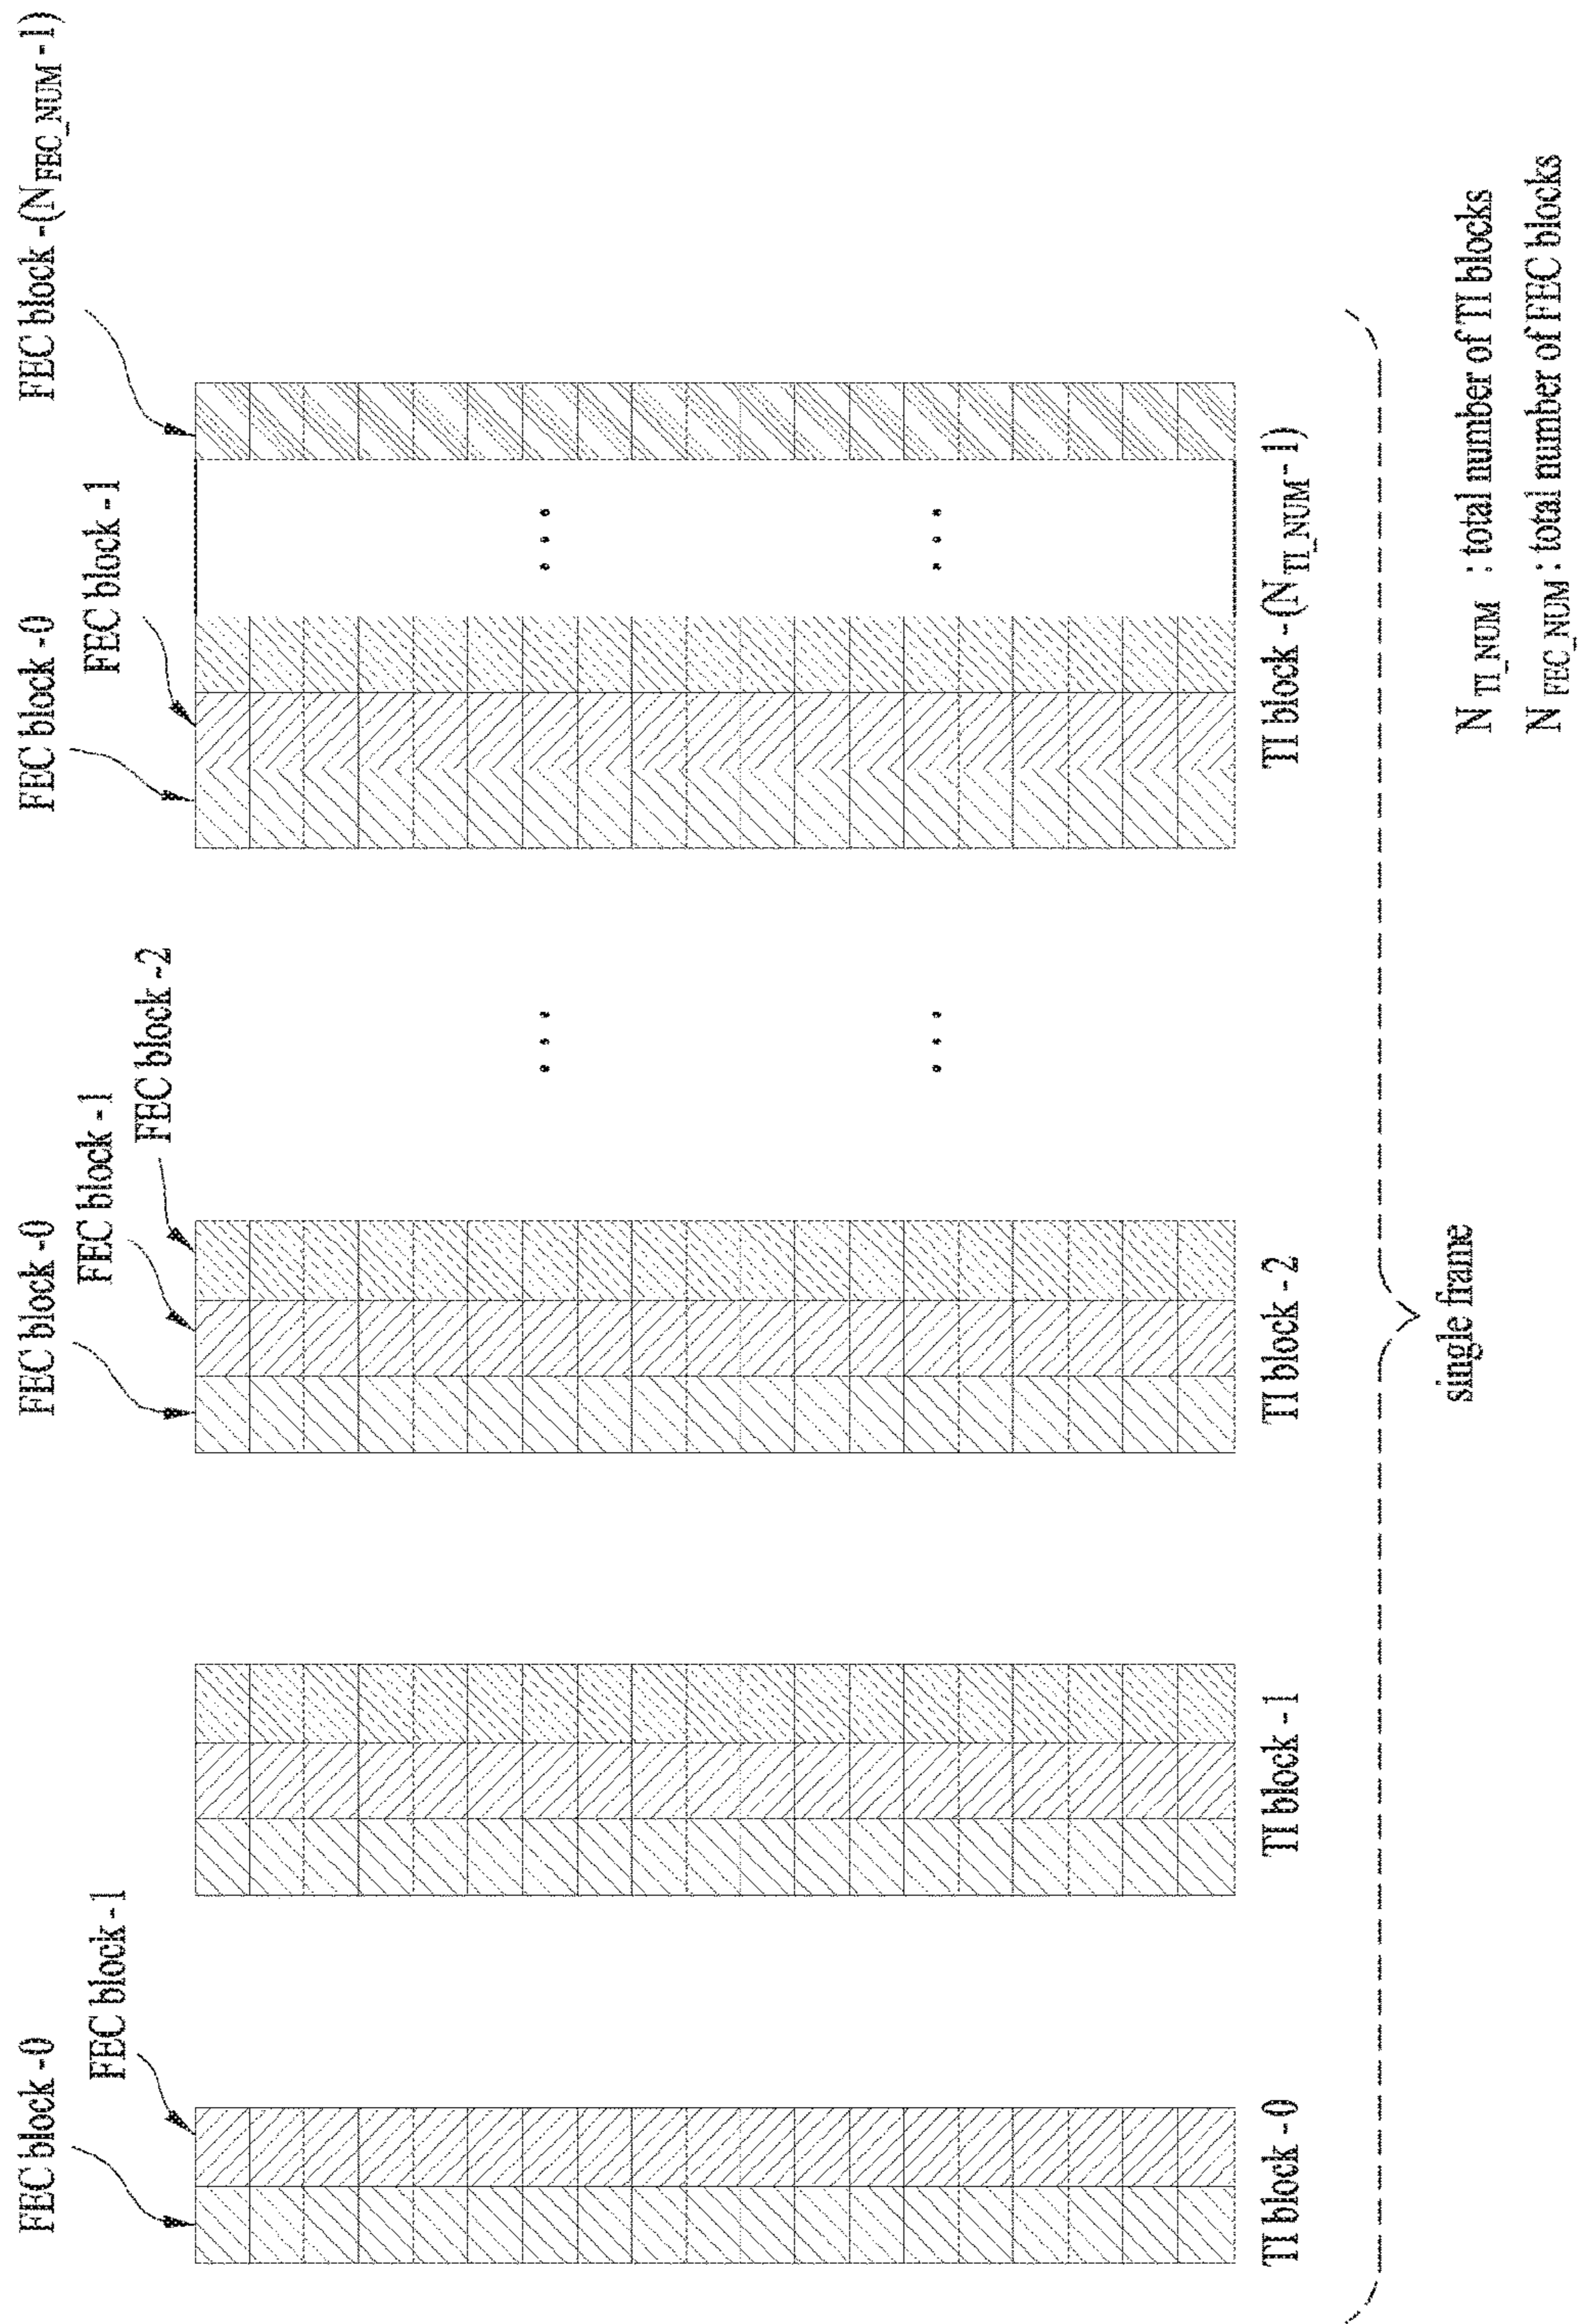 FEC block -0
FEC block -1
FEC block -0
FEC block -1
FEC block -2
FEC block -0
FEC block -1
FEC block -(N_FEC_NUM -1)
TI block -0
TI block - 1
TI block - 2
TI block -(N_TI_NUM- 1)
single frame
N_TI_NUM : total number of TI blocks
N_FEC_NUM : total number of FEC blocks